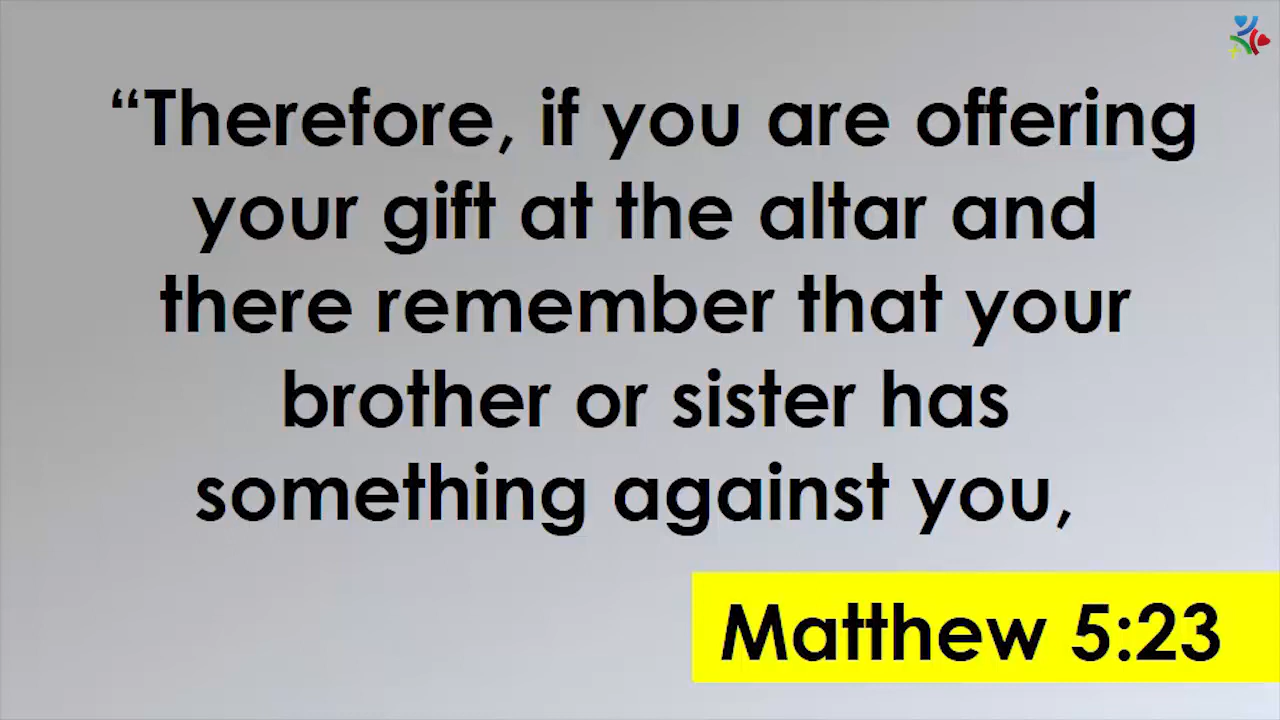 “Therefore, if you are offering
your gift at the altar and
there remember that your
brother or sister has
something against you,
Matthew 5:23